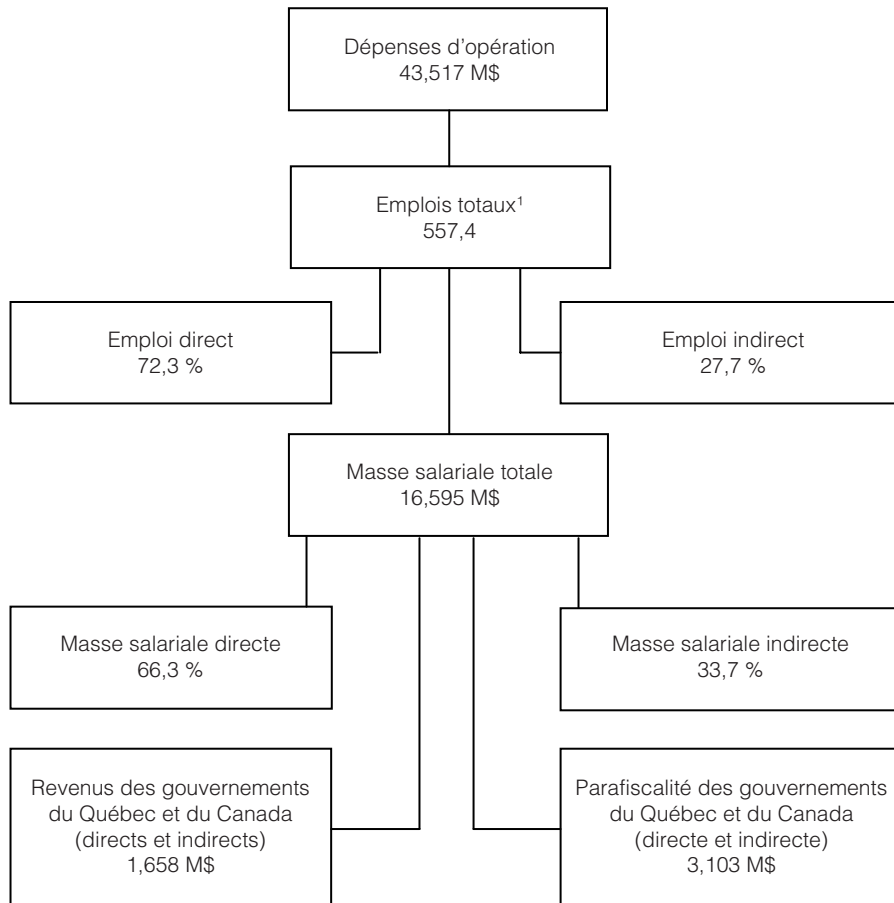 Dépenses d'opération
43,517 M$
Emplois totaux¹
557,4
Emploi direct
72,3 %
Emploi indirect
27,7 %
Masse salariale totale
16,595 M$
Masse salariale directe
66,3 %
Masse salariale indirecte
33,7 %
Revenus des gouvernements
du Québec et du Canada
(directs et indirects)
1,658 M$
Parafiscalité des gouvernements
du Québec et du Canada
(directe et indirecte)
3,103 M$